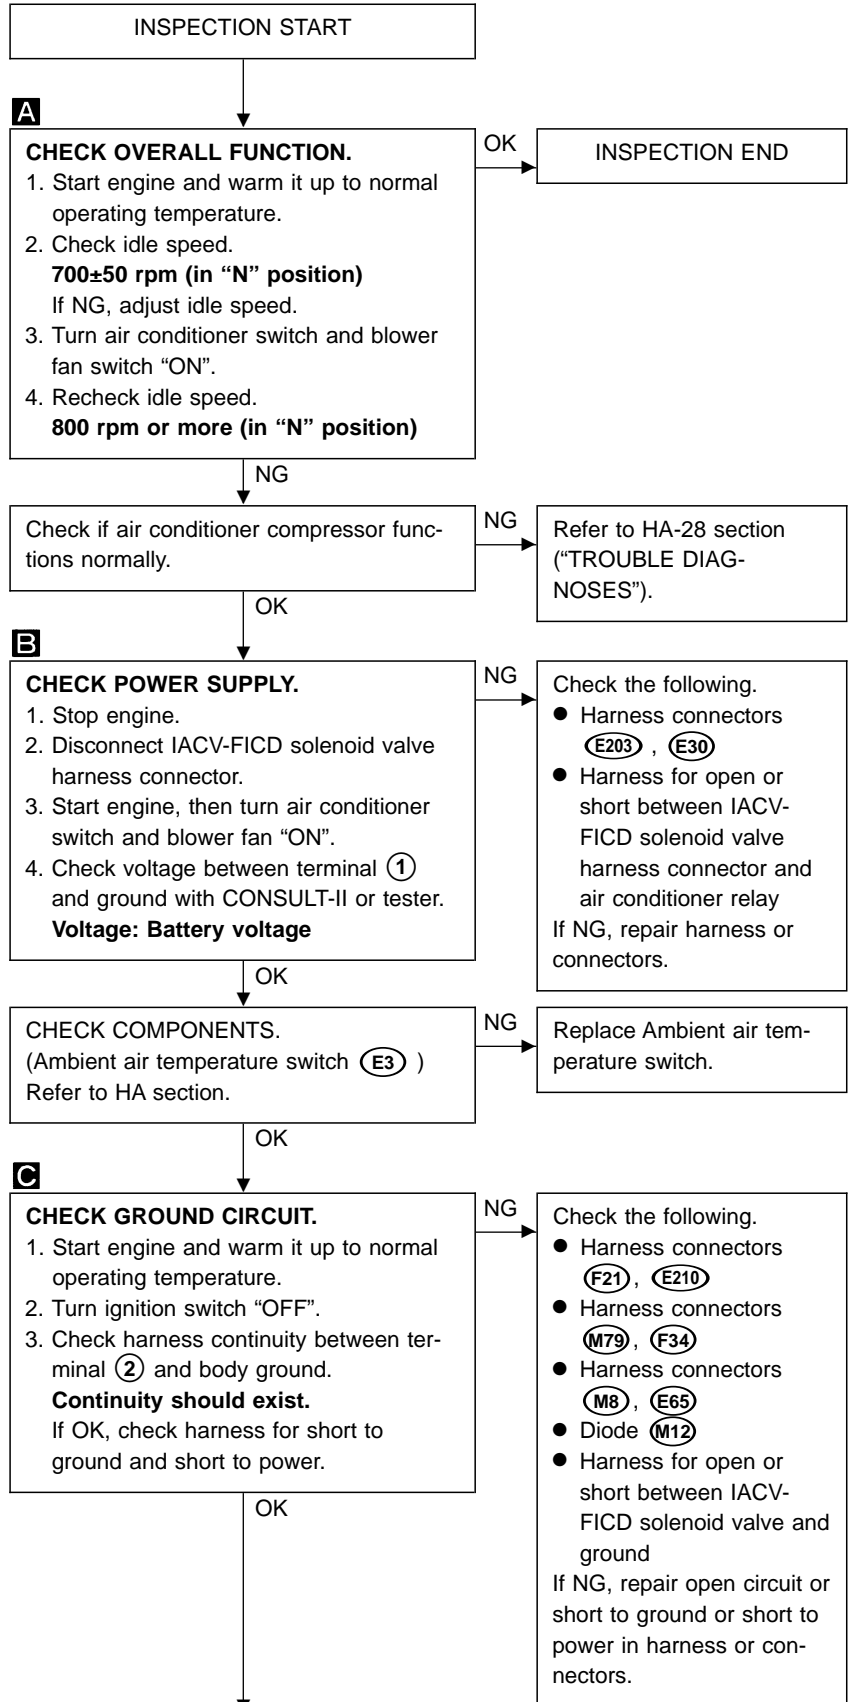 INSPECTION START
A
CHECK OVERALL FUNCTION.
1. Start engine and warm it up to normal
operating temperature.
2. Check idle speed.
700±50 rpm (in “N” position)
If NG, adjust idle speed.
3. Turn air conditioner switch and blower
fan switch “ON”.
4. Recheck idle speed.
800 rpm or more (in “N” position)
OK
INSPECTION END
NG
Check if air conditioner compressor func-
tions normally.
NG
Refer to HA-28 section
(“TROUBLE DIAG-
NOSES”).
OK
B
CHECK POWER SUPPLY.
1. Stop engine.
2. Disconnect IACV-FICD solenoid valve
harness connector.
3. Start engine, then turn air conditioner
switch and blower fan “ON”.
4. Check voltage between terminal 1
and ground with CONSULT-II or tester.
Voltage: Battery voltage
NG
Check the following.
● Harness connectors
E203 , E30
● Harness for open or
short between IACV-
FICD solenoid valve
harness connector and
air conditioner relay
If NG, repair harness or
connectors.
OK
CHECK COMPONENTS.
(Ambient air temperature switch E3 )
Refer to HA section.
NG
Replace Ambient air tem-
perature switch.
OK
C
CHECK GROUND CIRCUIT.
1. Start engine and warm it up to normal
operating temperature.
2. Turn ignition switch “OFF”.
3. Check harness continuity between ter-
minal 2 and body ground.
Continuity should exist.
If OK, check harness for short to
ground and short to power.
NG
Check the following.
● Harness connectors
F21 , E210
● Harness connectors
M79 , F34
● Harness connectors
M8 , E65
● Diode M12
● Harness for open or
short between IACV-
FICD solenoid valve and
ground
If NG, repair open circuit or
short to ground or short to
power in harness or con-
nectors.
OK